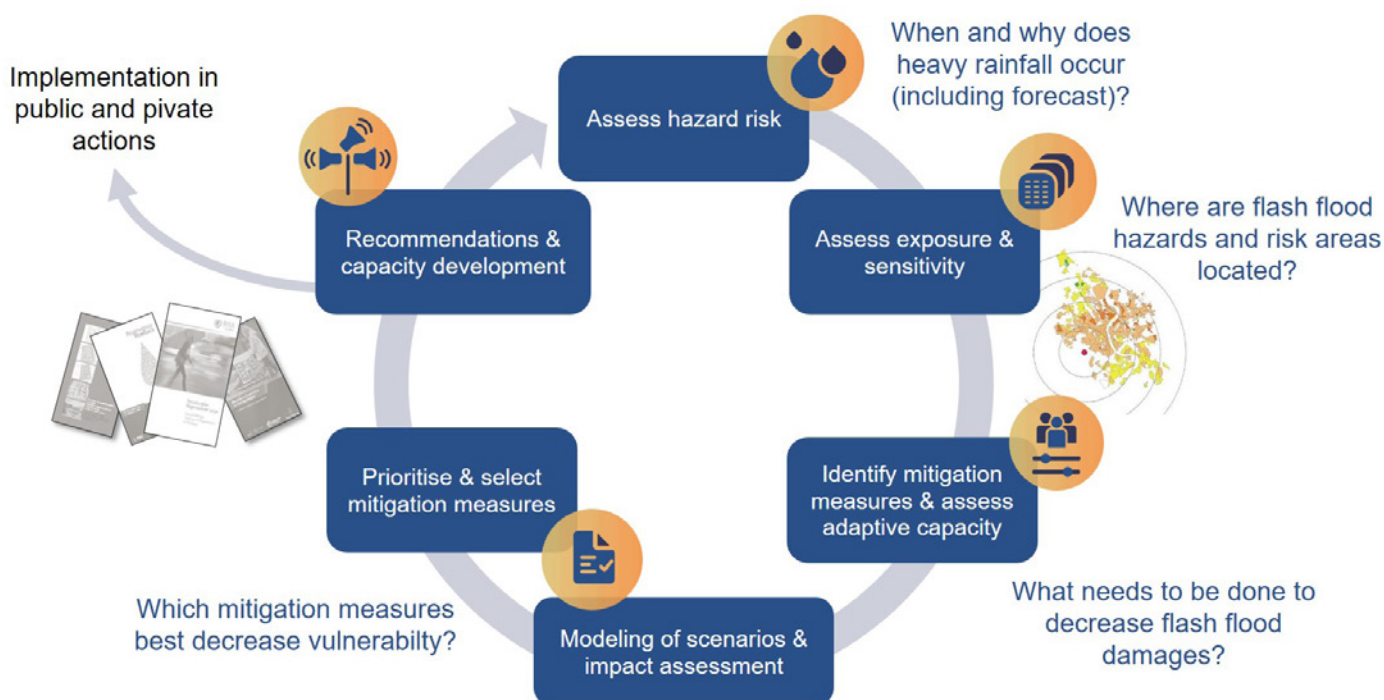 Implementation in
public and pivate
actions
Assess hazard risk
When and why does
heavy rainfall occur
(including forecast)?
Assess exposure &
sensitivity
Where are flash flood
hazards and risk areas
located?
Identify mitigation
measures & assess
adaptive capacity
What needs to be done to
decrease flash flood
damages?
Modeling of scenarios &
impact assessment
Prioritise & select
mitigation measures
Which mitigation measures
best decrease vulnerabilty?
Recommendations &
capacity development